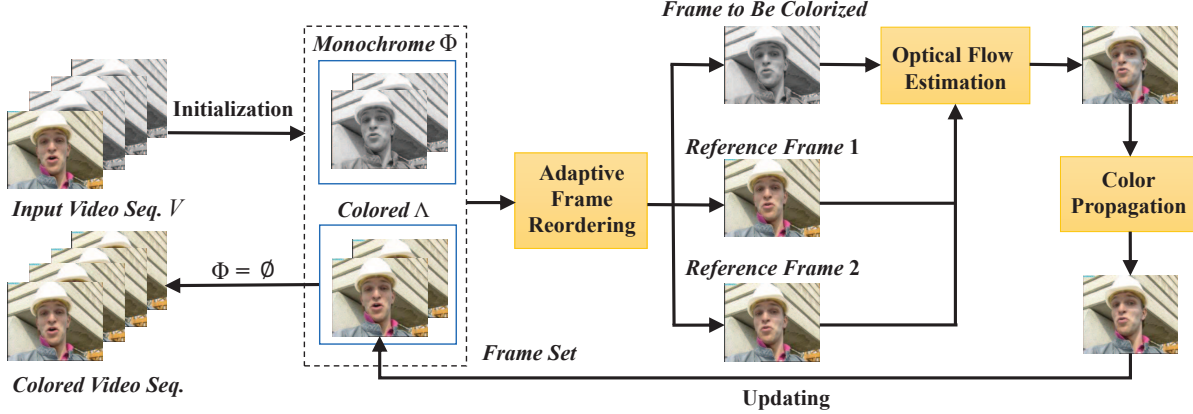 Frame to Be Colorized
Monochrome Φ
Optical Flow
Estimation
Initialization
Reference Frame 1
Adaptive
Frame
Reordering
Color
Propagation
Input Video Seq. V
Colored Λ
Φ = ∅
Reference Frame 2
Frame Set
Colored Video Seq.
Updating